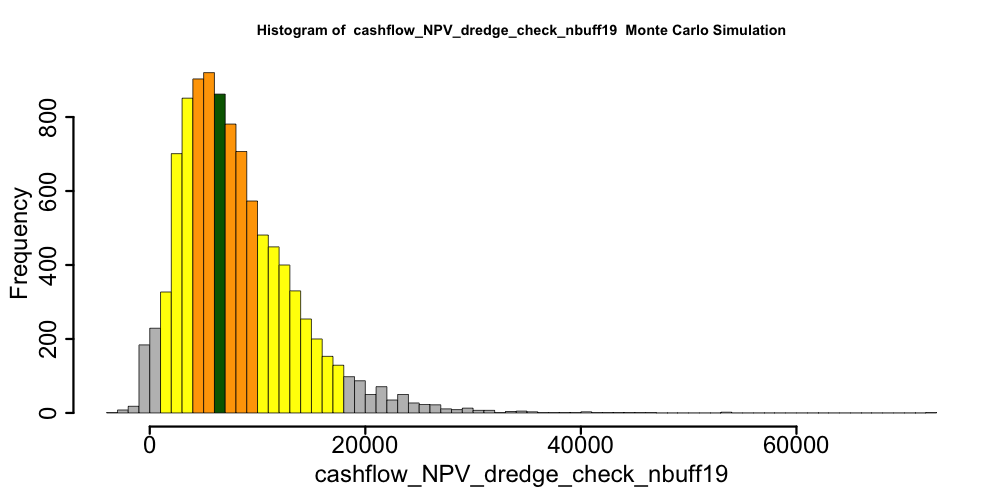 Histogram of cashflow_NPV_dredge_check_nbuff19 Monte Carlo Simulation
Frequency
800
600
400
200
0
0 20000 40000 60000
cashflow_NPV_dredge_check_nbuff19